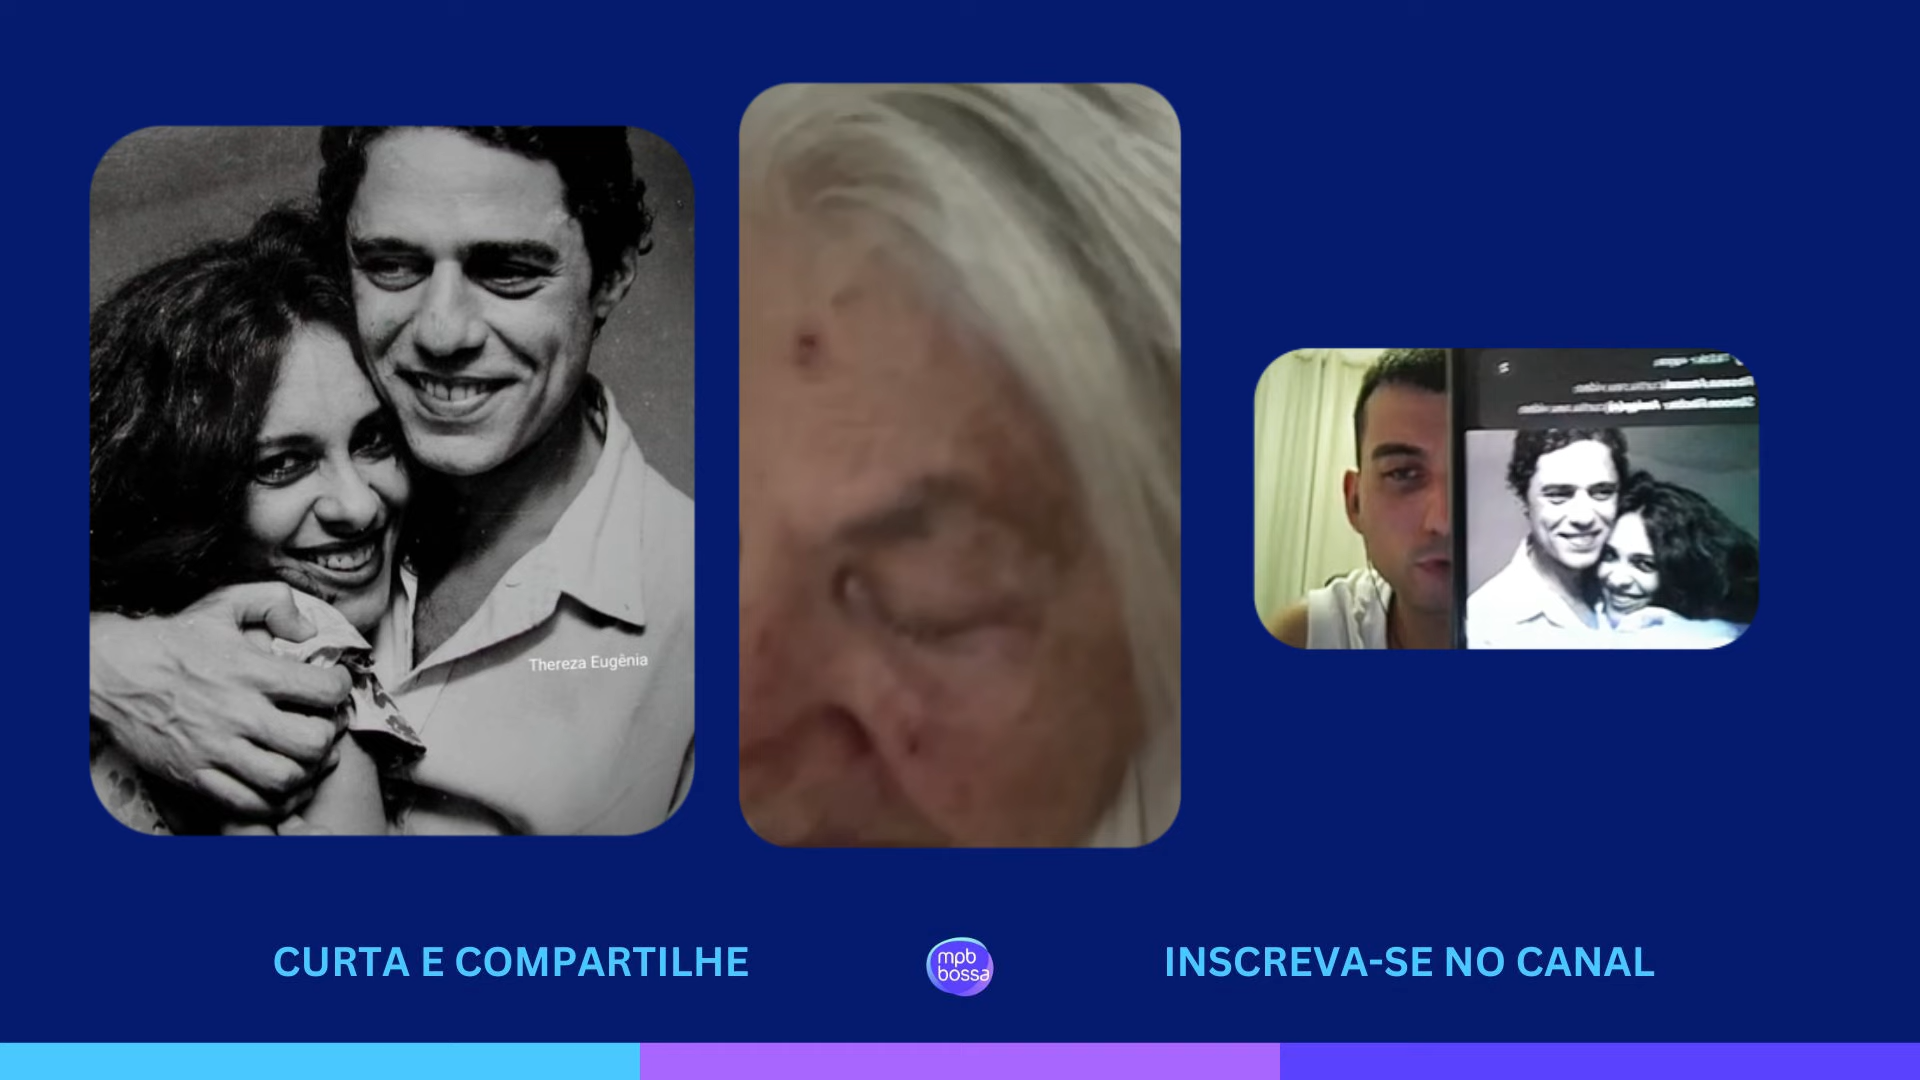 Thereza Eugênia
CURTA E COMPARTILHE
mpb
bossa
INSCREVA-SE NO CANAL